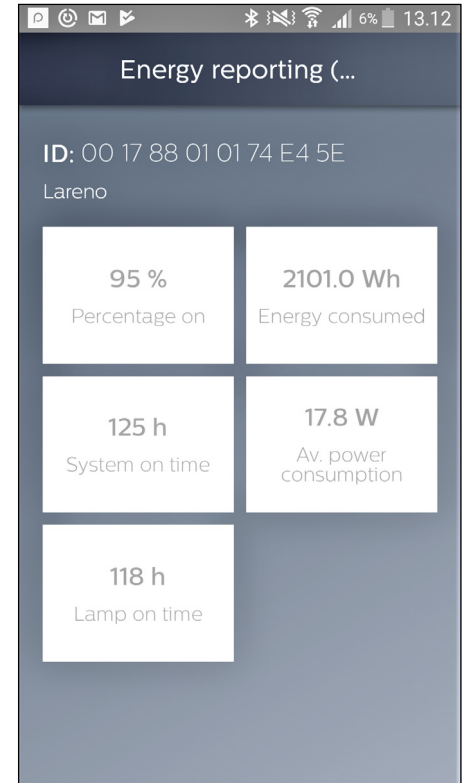 6% 13.12
Energy reporting (...
ID: 00 17 88 01 01 74 E4 5E
Lareno
95 %
Percentage on
2101.0 Wh
Energy consumed
125 h
System on time
17.8 W
Av. power
consumption
118 h
Lamp on time